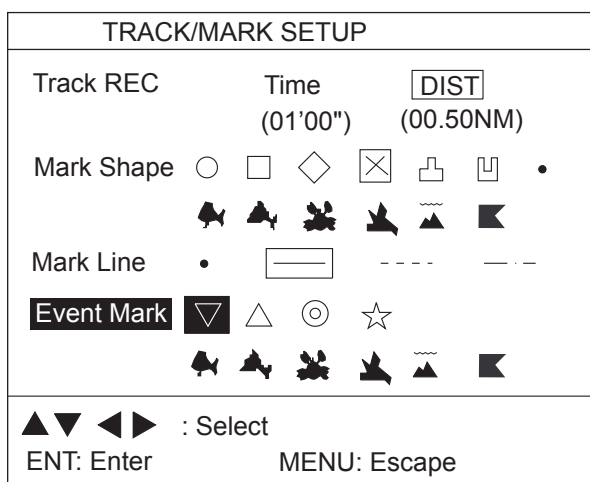 TRACK/MARK SETUP
Track REC Time DIST
(01'00") (00.50NM)
Mark Shape
Mark Line
Event Mark
: Select
ENT: Enter MENU: Escape